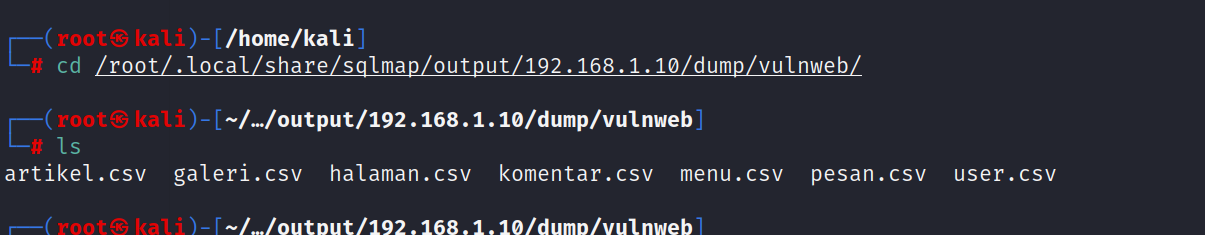 ┌──(root㉿kali)-[/home/kali]
└─# cd /root/.local/share/sqlmap/output/192.168.1.10/dump/vulnweb/
┌──(root㉿kali)-[~/…/output/192.168.1.10/dump/vulnweb]
└─# ls
artikel.csv  galeri.csv  halaman.csv  komentar.csv  menu.csv  pesan.csv  user.csv
┌──(root㉿kali)-[~/…/output/192.168.1.10/dump/vulnweb]